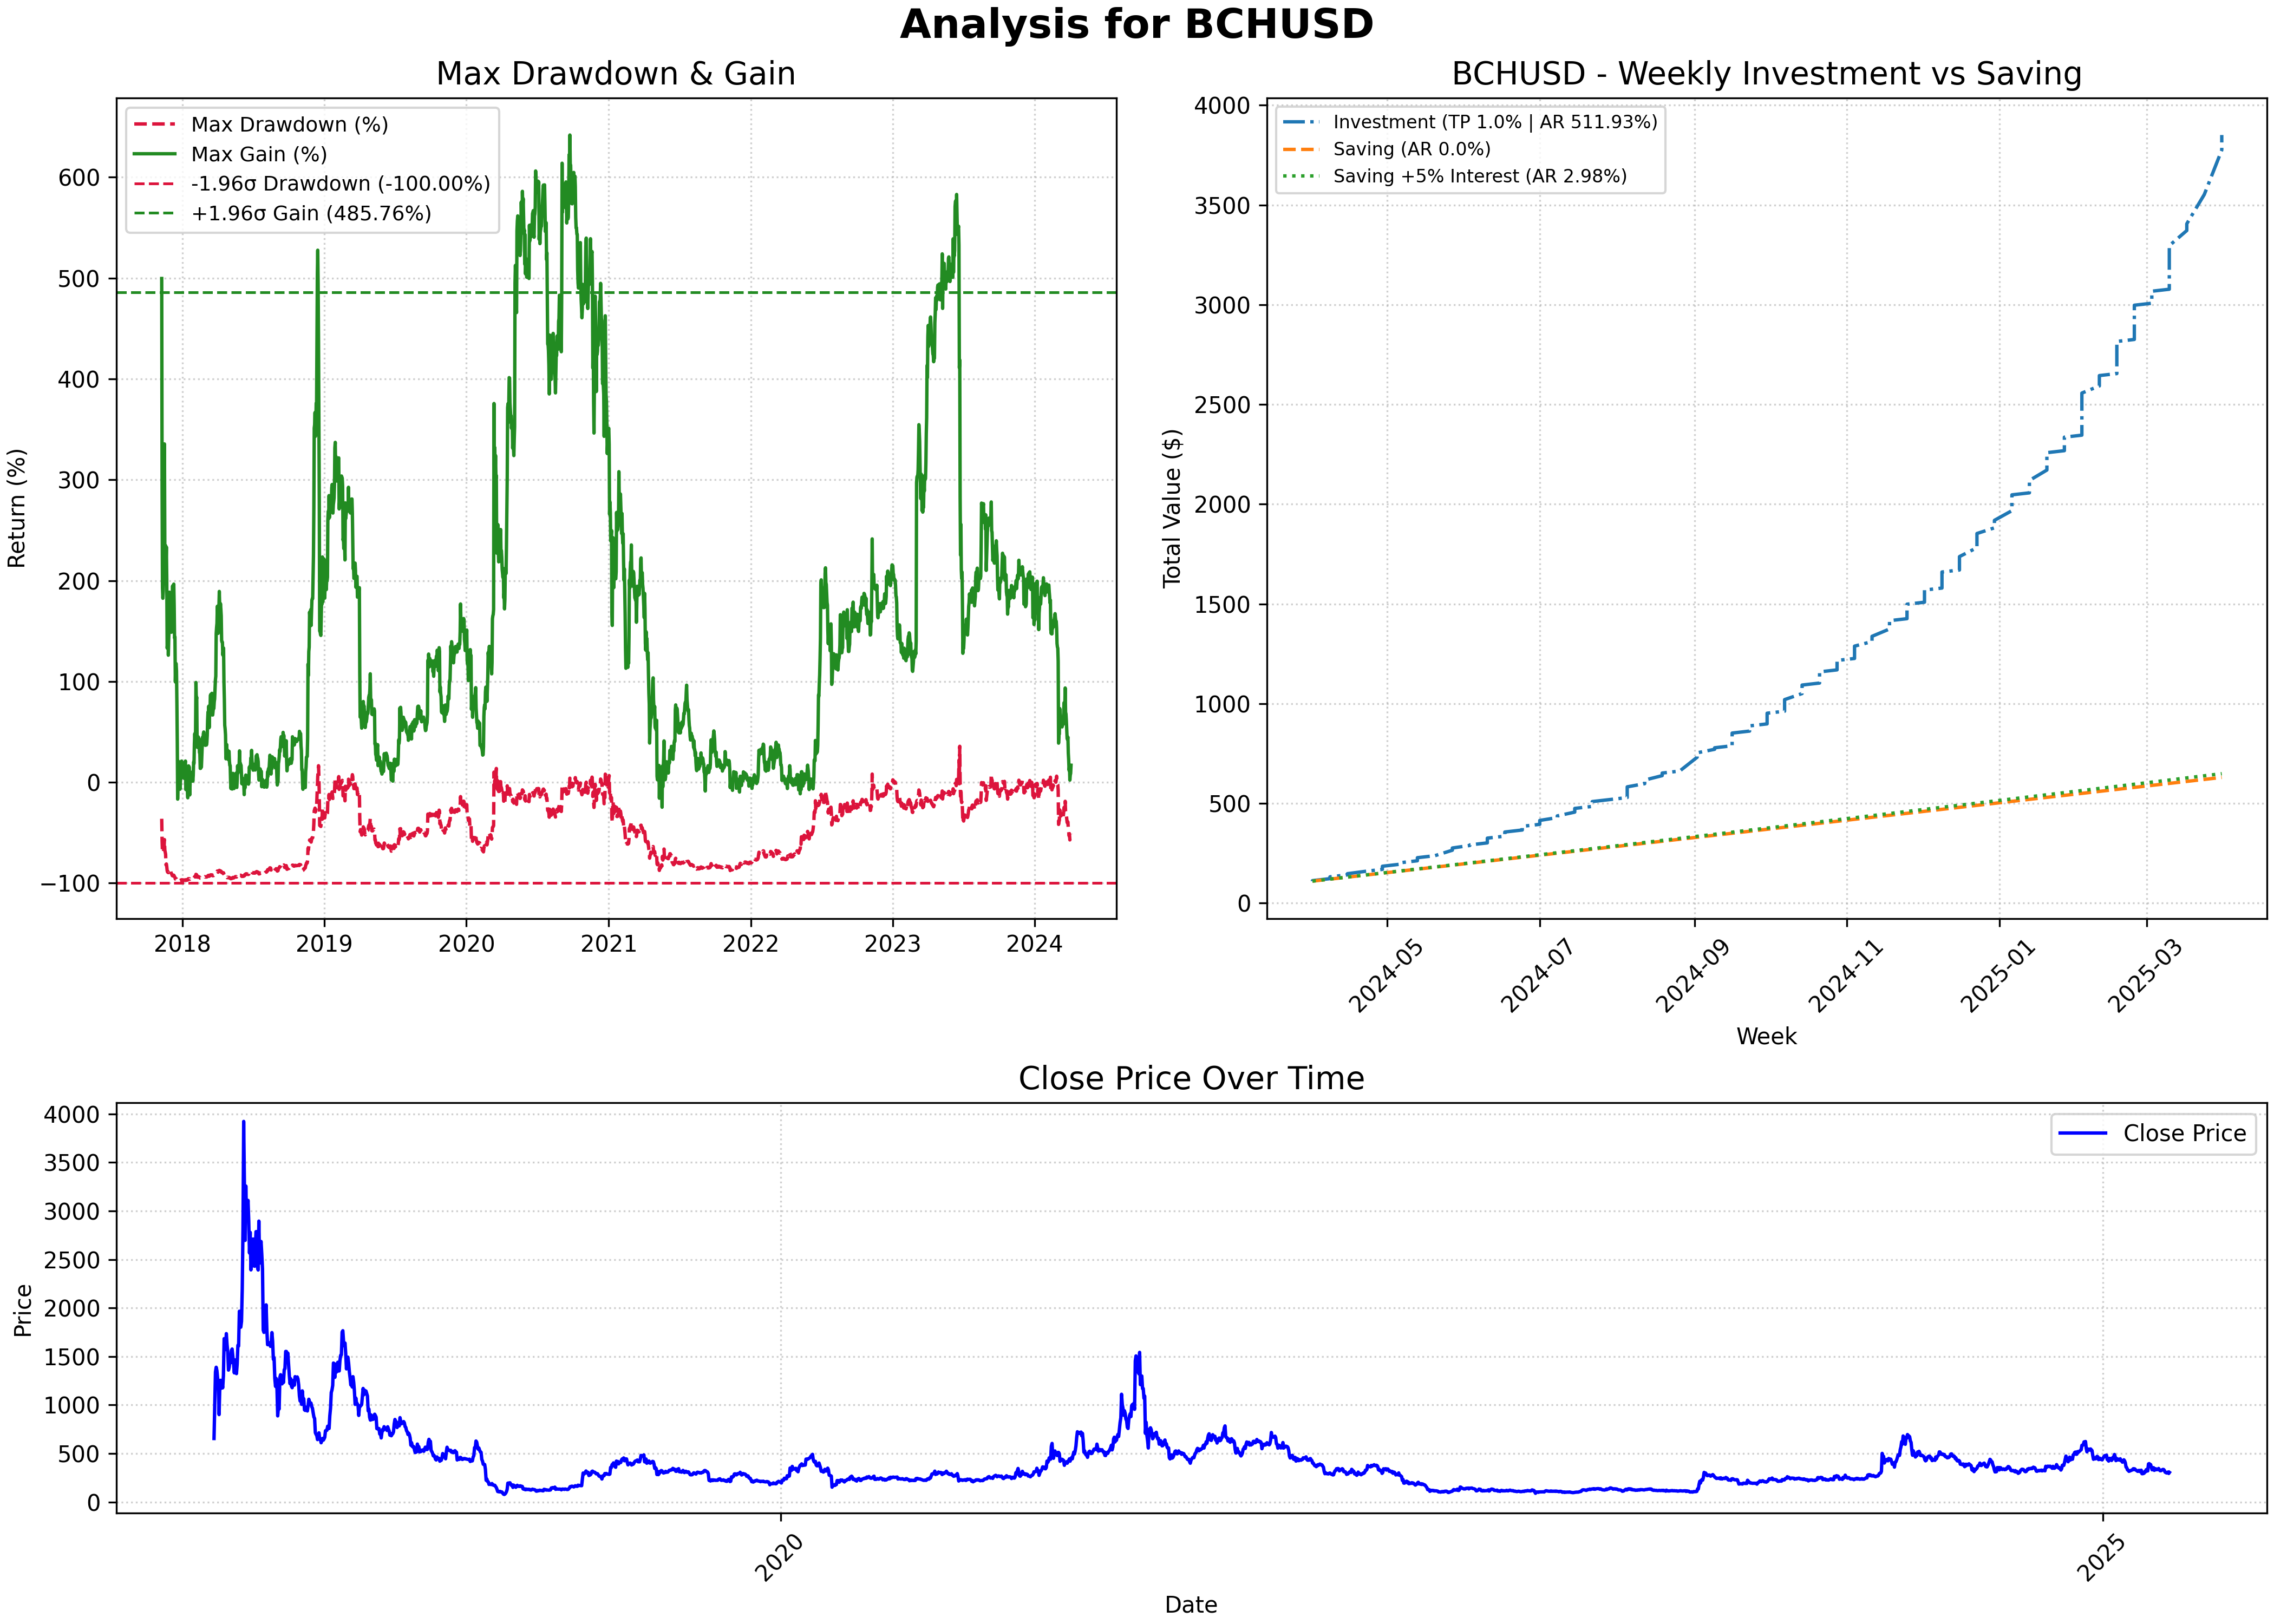 Analysis for BCHUSD
Max Drawdown & Gain
Max Drawdown (%)
Max Gain (%)
-1.96σ Drawdown (-100.00%)
+1.96σ Gain (485.76%)
Return (%)
600
500
400
300
200
100
0
−100
2018 2019 2020 2021 2022 2023 2024
BCHUSD - Weekly Investment vs Saving
Investment (TP 1.0% | AR 511.93%)
Saving (AR 0.0%)
Saving +5% Interest (AR 2.98%)
Total Value ($)
4000
3500
3000
2500
2000
1500
1000
500
0
2024-05 2024-07 2024-09 2024-11 2025-01 2025-03
Week
Close Price Over Time
Close Price
Price
4000
3500
3000
2500
2000
1500
1000
500
0
2020 2025
Date